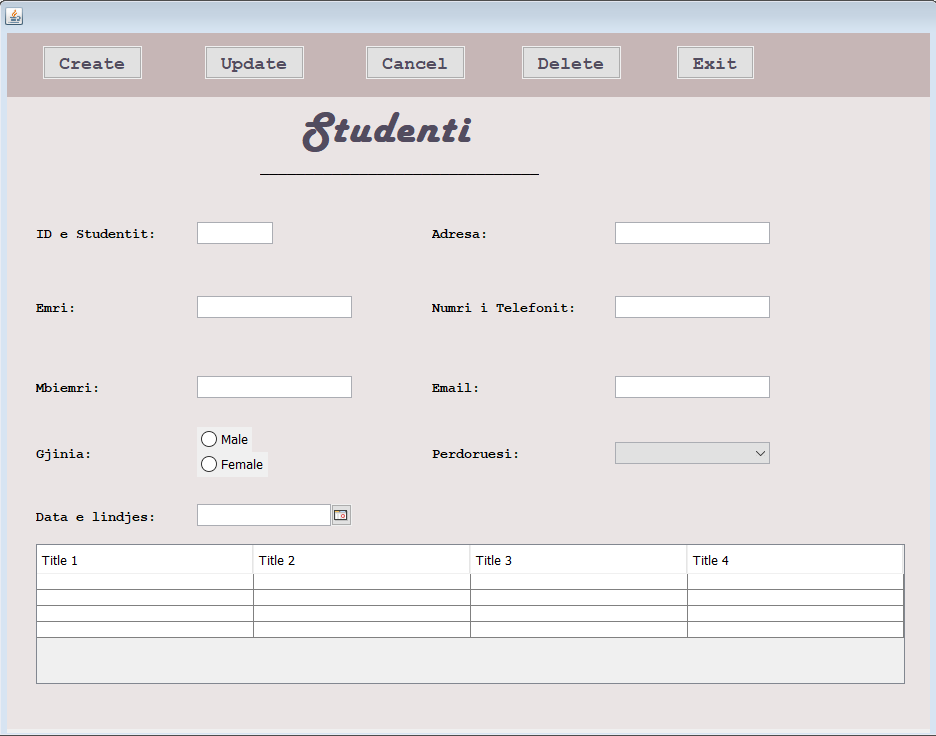 Create Update Cancel Delete Exit
Studenti
ID e Studentit: Adresa:
Emri: Numri i Telefonit:
Mbiemri: Email:
Gjinia: Male Perdoruesi:
Female
Data e lindjes:
Title 1 Title 2 Title 3 Title 4